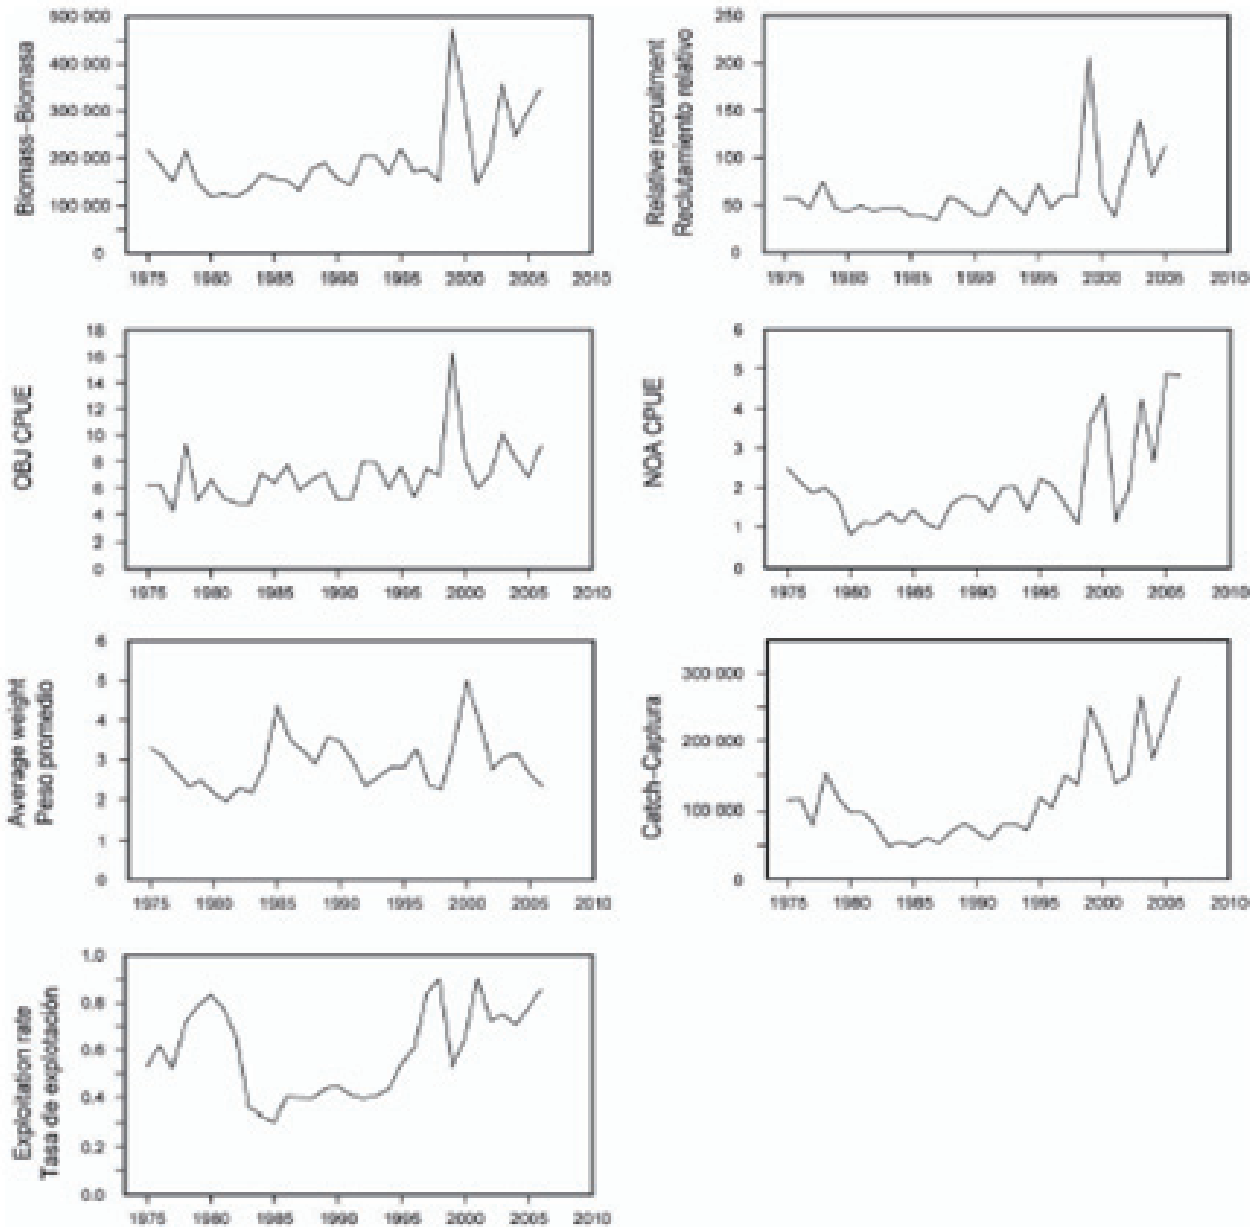 Biomass–Biomasa
500 000
400 000
300 000
200 000
100 000
0
1975 1980 1985 1990 1995 2000 2005 2010
Relative recruitment
Reclutamiento relativo
250
200
150
100
50
0
1975 1980 1985 1990 1995 2000 2005 2010
OBJ CPUE
18
16
14
12
10
8
6
4
2
0
1975 1980 1985 1990 1995 2000 2005 2010
NOA CPUE
6
5
4
3
2
1
0
1975 1980 1985 1990 1995 2000 2005 2010
Average weight
Peso promedio
6
5
4
3
2
1
0
1975 1980 1985 1990 1995 2000 2005 2010
Catch–Captura
300 000
200 000
100 000
0
1975 1980 1985 1990 1995 2000 2005 2010
Exploitation rate
Tasa de explotación
1.0
0.8
0.6
0.4
0.2
0.0
1975 1980 1985 1990 1995 2000 2005 2010